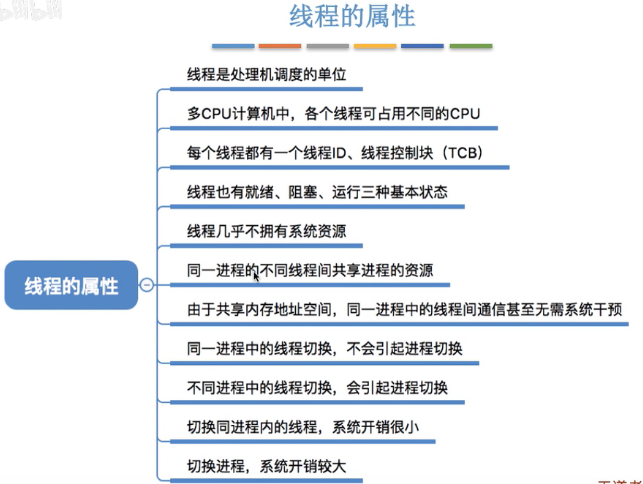 线程的属性
线程是处理机调度的单位
多CPU计算机中，各个线程可占用不同的CPU
每个线程都有一个线程ID、线程控制块（TCB）
线程也有就绪、阻塞、运行三种基本状态
线程几乎不拥有系统资源
同一进程的不同线程间共享进程的资源
线程的属性
由于共享内存地址空间，同一进程中的线程间通信甚至无需系统干预
同一进程中的线程切换，不会引起进程切换
不同进程中的线程切换，会引起进程切换
切换同进程内的线程，系统开销很小
切换进程，系统开销较大